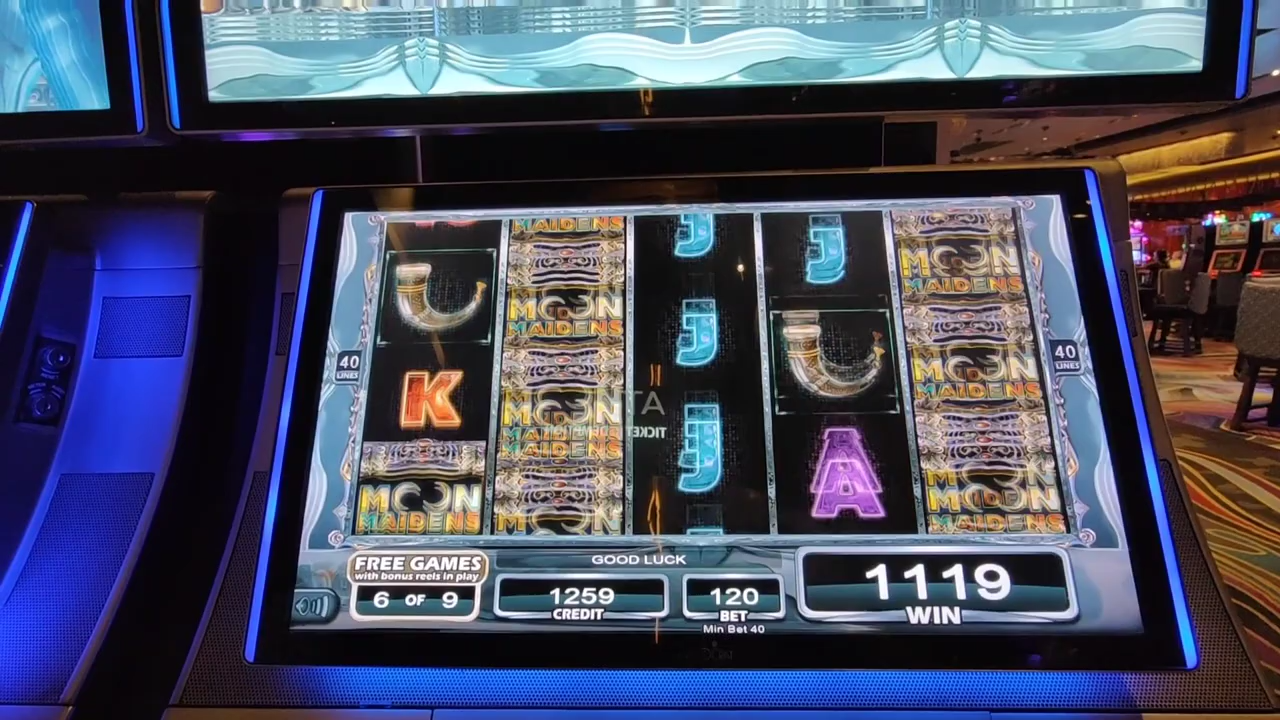 MAIDENS
J
J
MOON
MAIDENS
MOON
MAIDENS
40
LINES
K
J
40
LINES
MOON
MAIDENS
MOON
MAIDENS
MAIDENS
J
A
MOON
MAIDENS
MOON
MOON
MAIDENS
FREE GAMES
with bonus reels in play
6 OF 9
GOOD LUCK
1259
CREDIT
120
BET
Min Bet 40
1119
WIN